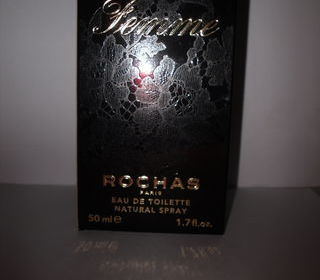 Femme
ROCHAS
PARIS
EAU DE TOILETTE
NATURAL SPRAY
50 ml e 1.7 fl.oz.